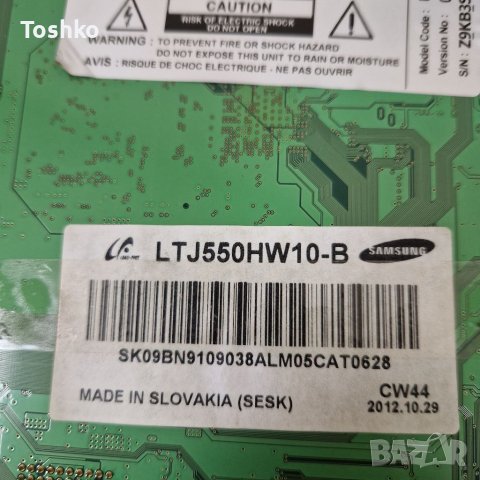 Toshko
CAUTION
RISK OF ELECTRIC SHOCK
DO NOT OPEN
WARNING : TO PREVENT FIRE OR SHOCK HAZARD
DO NOT EXPOSE THIS UNIT TO RAIN OR MOISTURE
AVIS : RISQUE DE CHOC ELECTRIQUE - NE PAS OUVRIR
Model Code :
Version No :
S/N : Z9KB3S
LTJ550HW10-B
SAMSUNG
SK09BN9109038ALM05CAT0628
MADE IN SLOVAKIA (SESK)
CW44
2012.10.29
BAZAR